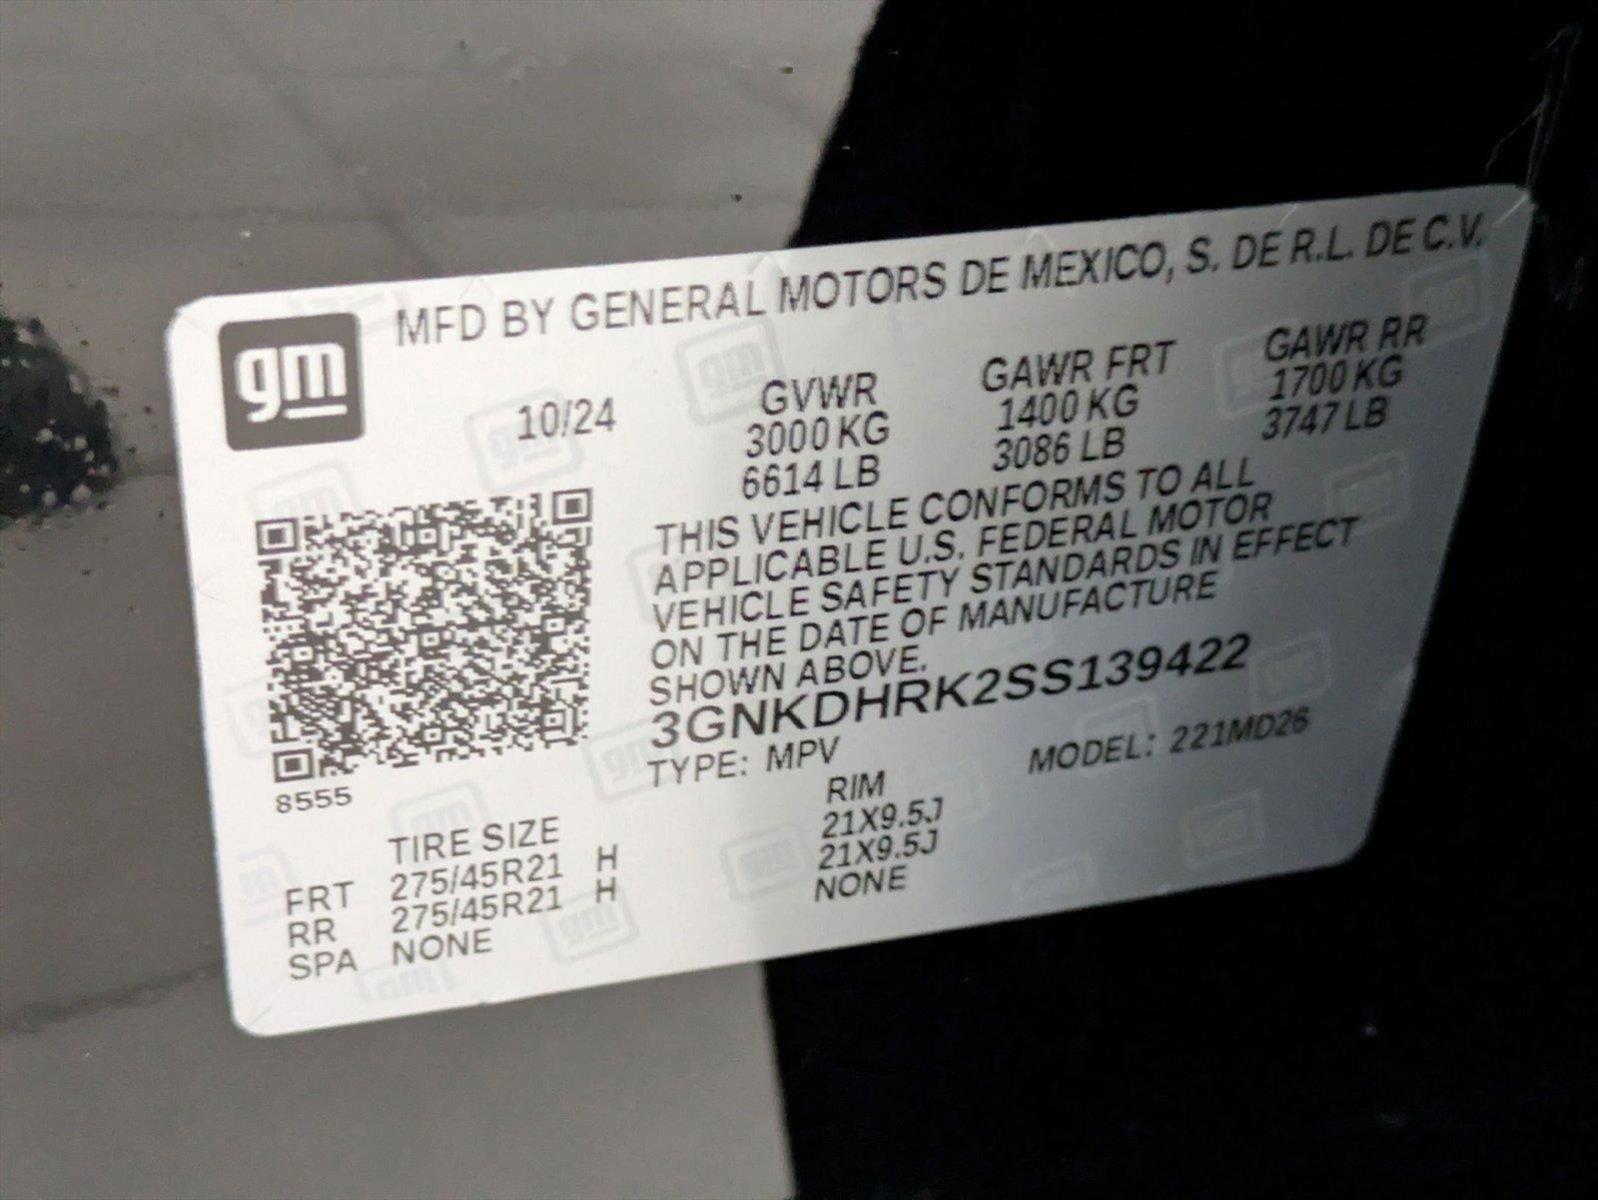 MFD BY GENERAL MOTORS DE MEXICO, S. DE R.L. DE C.V.
gm
10/24
GVWR
3000 KG
6614 LB
GAWR FRT
1400 KG
3086 LB
GAWR RR
1700 KG
3747 LB
THIS VEHICLE CONFORMS TO ALL
APPLICABLE U.S. FEDERAL MOTOR
VEHICLE SAFETY STANDARDS IN EFFECT
ON THE DATE OF MANUFACTURE
SHOWN ABOVE.
3GNKDHRK2SS139422
TYPE: MPV MODEL: 221MD26
8555
TIRE SIZE RIM
FRT 275/45R21 H 21X9.5J
RR 275/45R21 H 21X9.5J
SPA NONE NONE